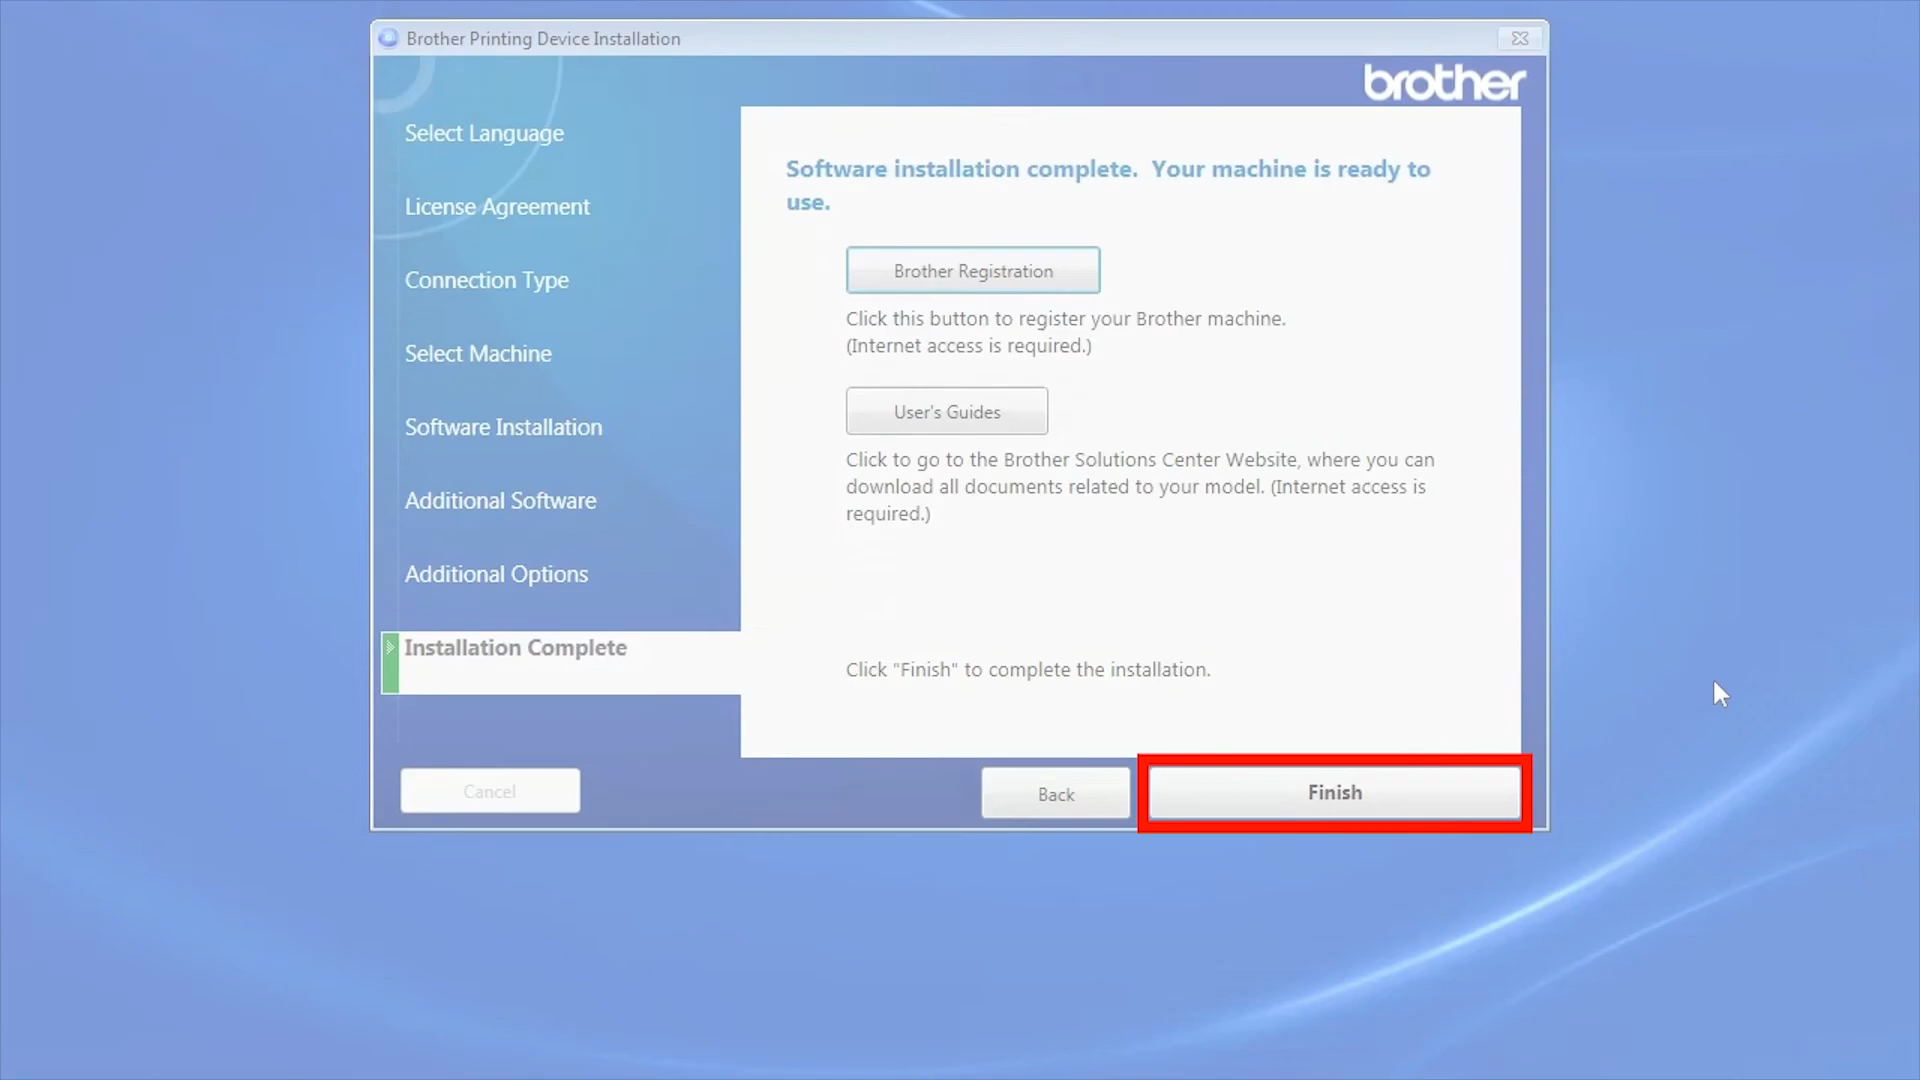 Brother Printing Device Installation
brother
Select Language
License Agreement
Connection Type
Select Machine
Software Installation
Additional Software
Additional Options
Installation Complete
Software installation complete.  Your machine is ready to
use.
Brother Registration
Click this button to register your Brother machine.
(Internet access is required.)
User's Guides
Click to go to the Brother Solutions Center Website, where you can
download all documents related to your model. (Internet access is
required.)
Click "Finish" to complete the installation.
Cancel
Back
Finish